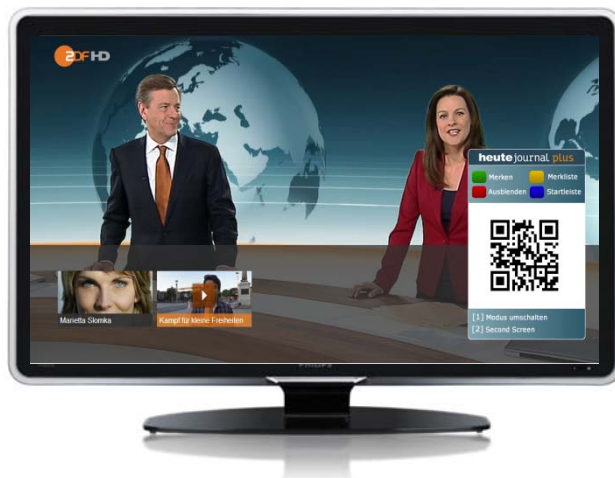 ZDF HD
heute journal plus
Merken
Merkliste
Ausblenden
Startleiste
Marietta Slomka
Kampf für kleine Freiheiten
[1] Modus umschalten
[2] Second Screen
PHILIPS